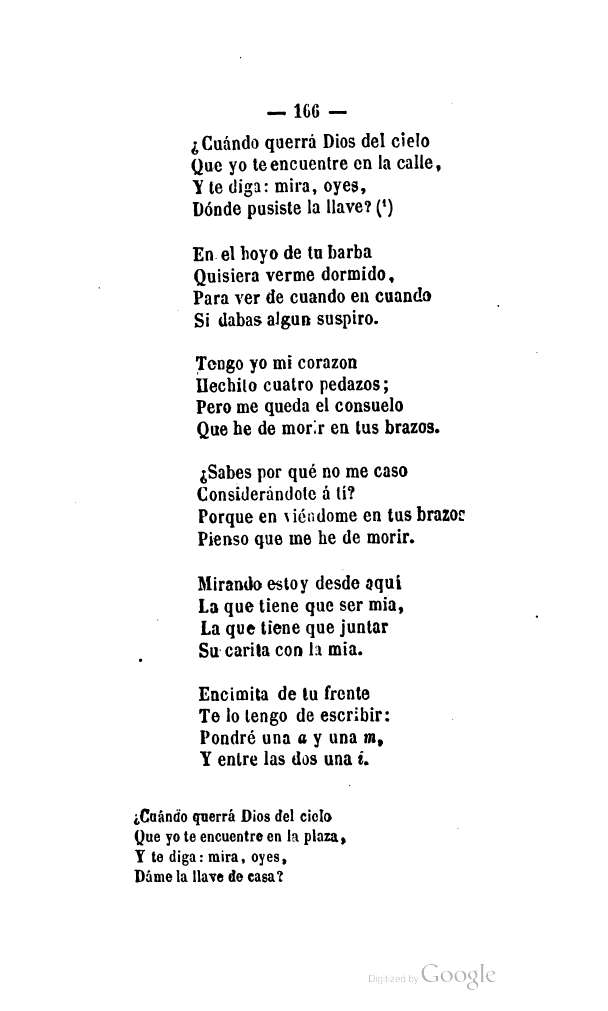 — 166 —
¿Cuándo querrá Dios del cielo
Que yo te encuentre en la calle,
Y te diga: mira, oyes,
Dónde pusiste la llave? (¹)
En el hoyo de tu barba
Quisiera verme dormido,
Para ver de cuando en cuando
Si dabas algun suspiro.
Tengo yo mi corazon
Hechito cuatro pedazos;
Pero me queda el consuelo
Que he de morir en tus brazos.
¿Sabes por qué no me caso
Considerándote á tí?
Porque en viéndome en tus brazos
Pienso que me he de morir.
Mirando estoy desde aquí
La que tiene que ser mia,
La que tiene que juntar
Su carita con la mia.
Encimita de tu frente
Te lo tengo de escribir:
Pondré una a y una m,
Y entre las dos una i.
¿Cuándo querrá Dios del cielo
Que yo te encuentre en la plaza,
Y te diga: mira, oyes,
Dáme la llave de casa?
Digitized by Google